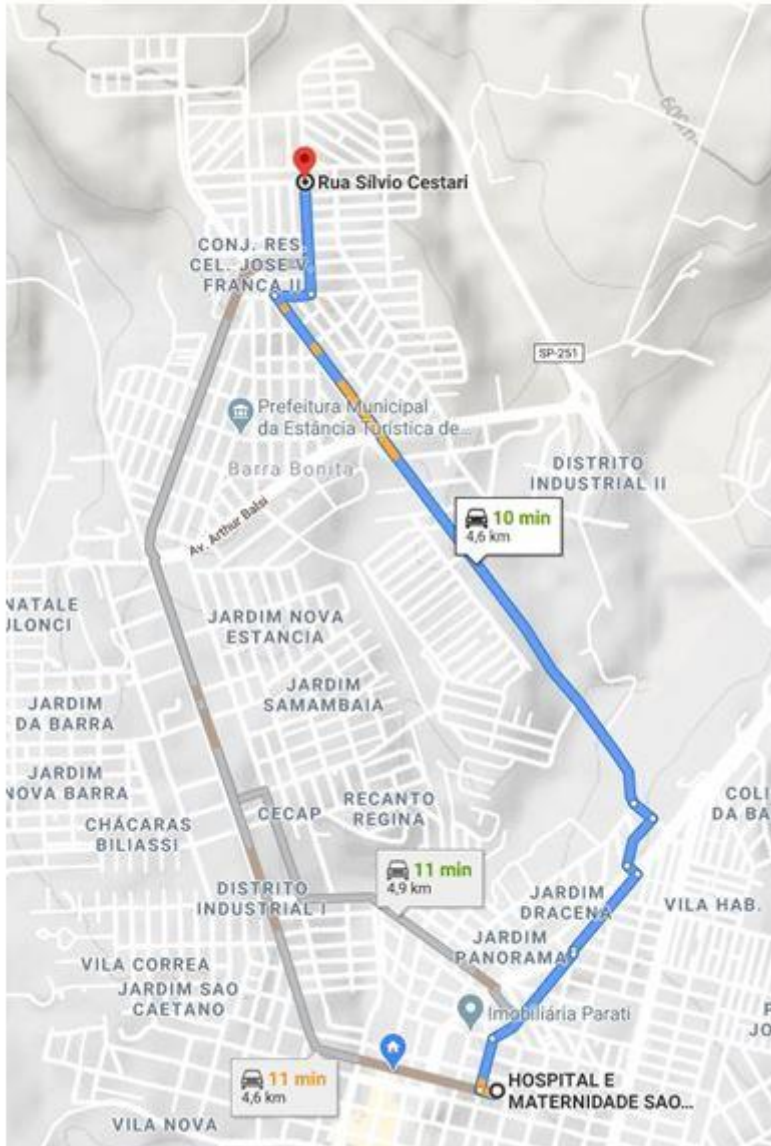 Rua Sílvio Cestari
CONJ. RES.
CEL. JOSE V.
FRANCA II
SP-251
Prefeitura Municipal
da Estância Turística de...
Barra Bonita
DISTRITO
INDUSTRIAL II
10 min
4,6 km
Av. Arthur Balsi
NATALE
JARDIM NOVA
ESTANCIA
JARDIM
SAMAMBAIA
JARDIM
DA BARRA
JARDIM
NOVA BARRA
CECAP
RECANTO
REGINA
COLI
DA BA
CHÁCARAS
BILIASSI
11 min
4,9 km
DISTRITO
INDUSTRIAL I
JARDIM
DRACENA
VILA HAB.
JARDIM
PANORAMA
VILA CORREA
JARDIM SAO
CAETANO
Imobiliária Parati
JO
11 min
4,6 km
HOSPITAL E
MATERNIDADE SAO...
VILA NOVA